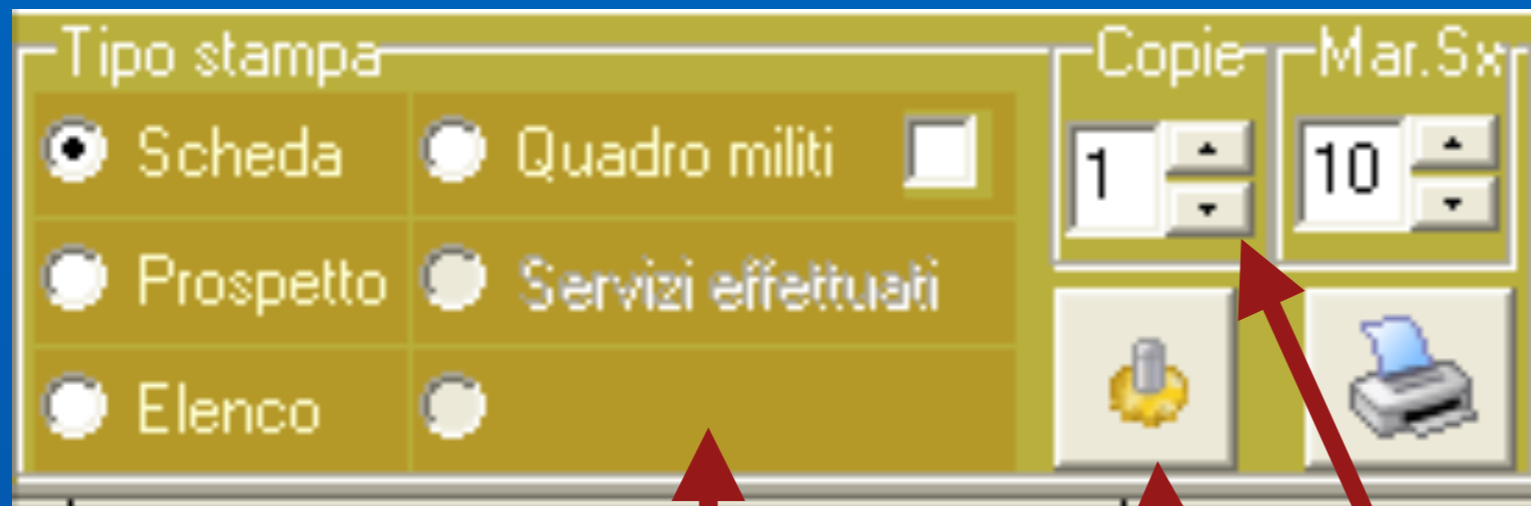 Tipo stampa Copie Mar.Sx
Scheda Quadro militi 1 10
Prospetto Servizi effettuati
Elenco